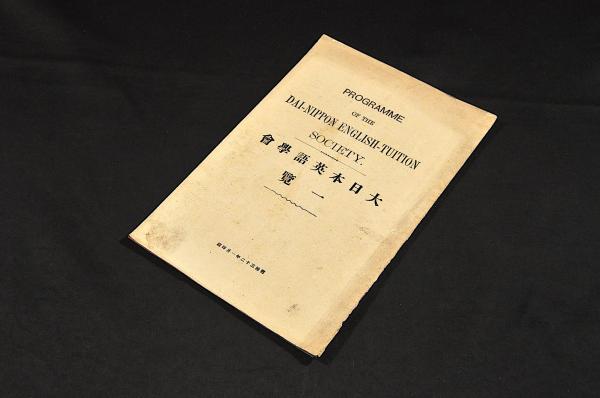 PROGRAMME
OF THE
DAI-NIPPON ENGLISH-TUITION
SOCIETY.
大日本英語學會
一覽